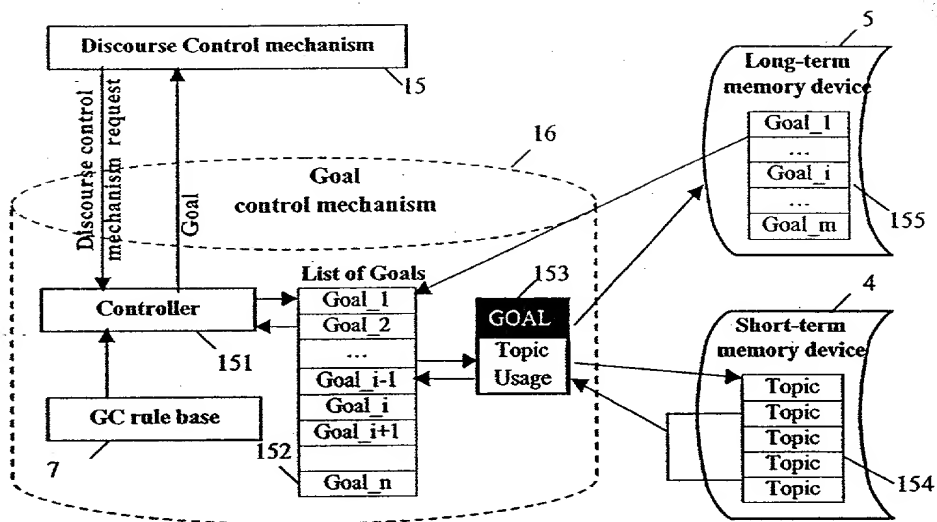 Discourse Control mechanism
15
Discourse control
mechanism request
Goal
16
Goal
control mechanism
Controller
151
GC rule base
7
List of Goals
Goal_1
Goal_2
...
Goal_i-1
Goal_i
Goal_i+1
Goal_n
152
153
GOAL
Topic
Usage
5
Long-term
memory device
Goal_1
...
Goal_i
...
Goal_m
155
4
Short-term
memory device
Topic
Topic
Topic
Topic
Topic
154